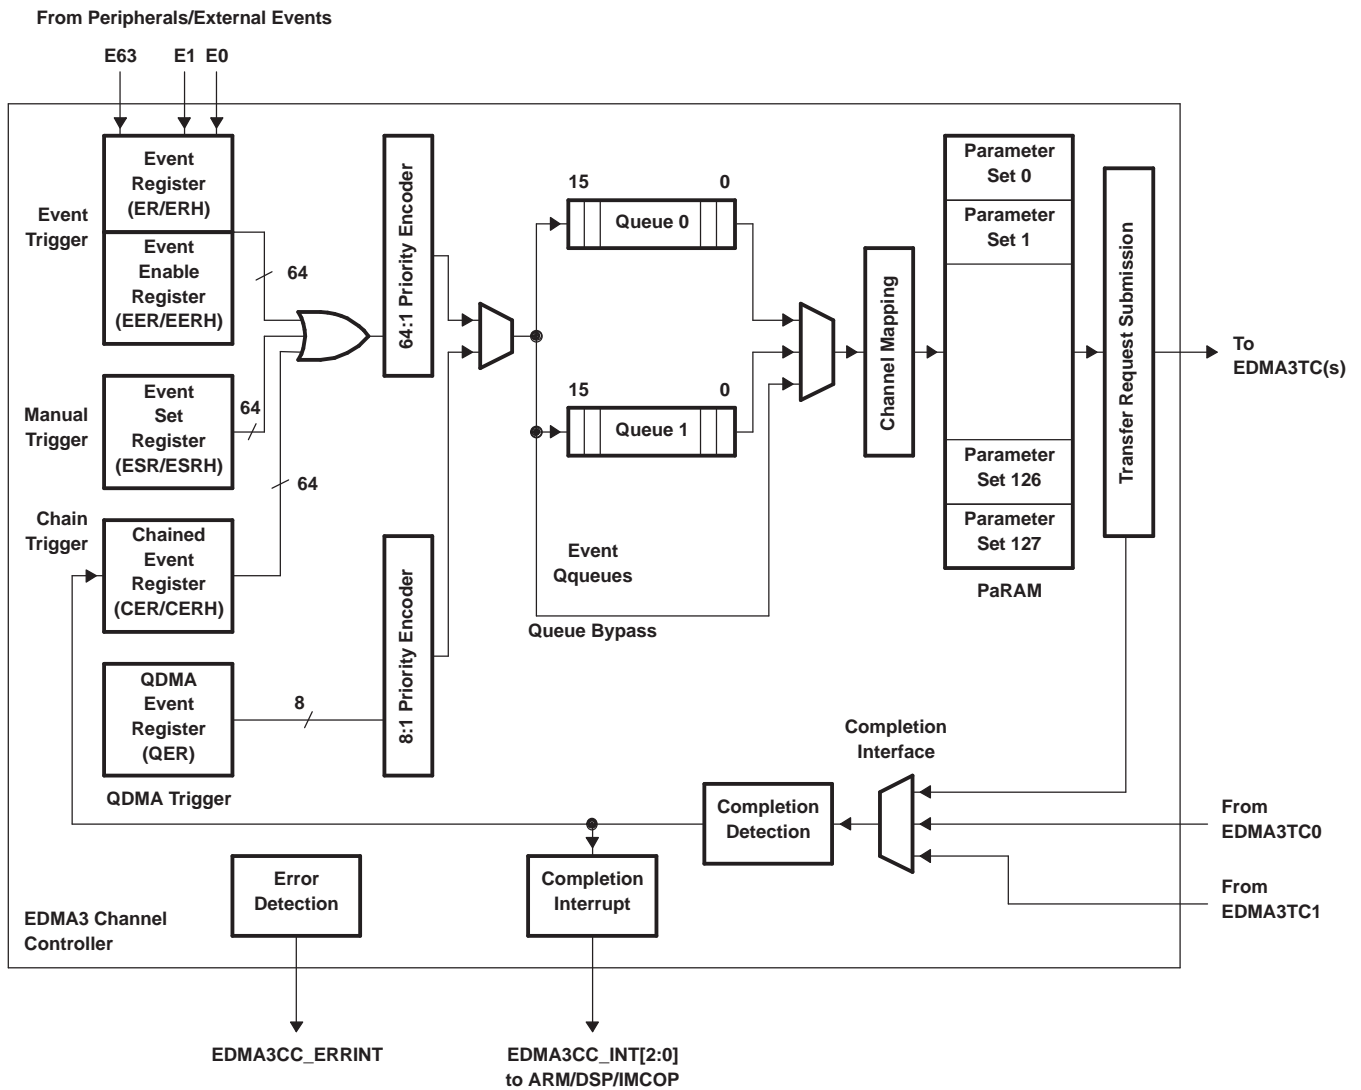 From Peripherals/External Events
E63
E1
E0
Event
Trigger
Event
Register
(ER/ERH)
Event
Enable
Register
(EER/EERH)
64
Manual
Trigger
Event
Set
Register
(ESR/ESRH)
64
Chain
Trigger
Chained
Event
Register
(CER/CERH)
64
QDMA
Event
Register
(QER)
8
QDMA Trigger
64:1 Priority Encoder
8:1 Priority Encoder
15
0
Queue 0
15
0
Queue 1
Event
Qqueues
Queue Bypass
Channel Mapping
Parameter
Set 0
Parameter
Set 1
Parameter
Set 126
Parameter
Set 127
PaRAM
Transfer Request Submission
To
EDMA3TC(s)
Completion
Interface
Completion
Detection
From
EDMA3TC0
From
EDMA3TC1
Error
Detection
Completion
Interrupt
EDMA3 Channel
Controller
EDMA3CC_ERRINT
EDMA3CC_INT[2:0]
to ARM/DSP/IMCOP